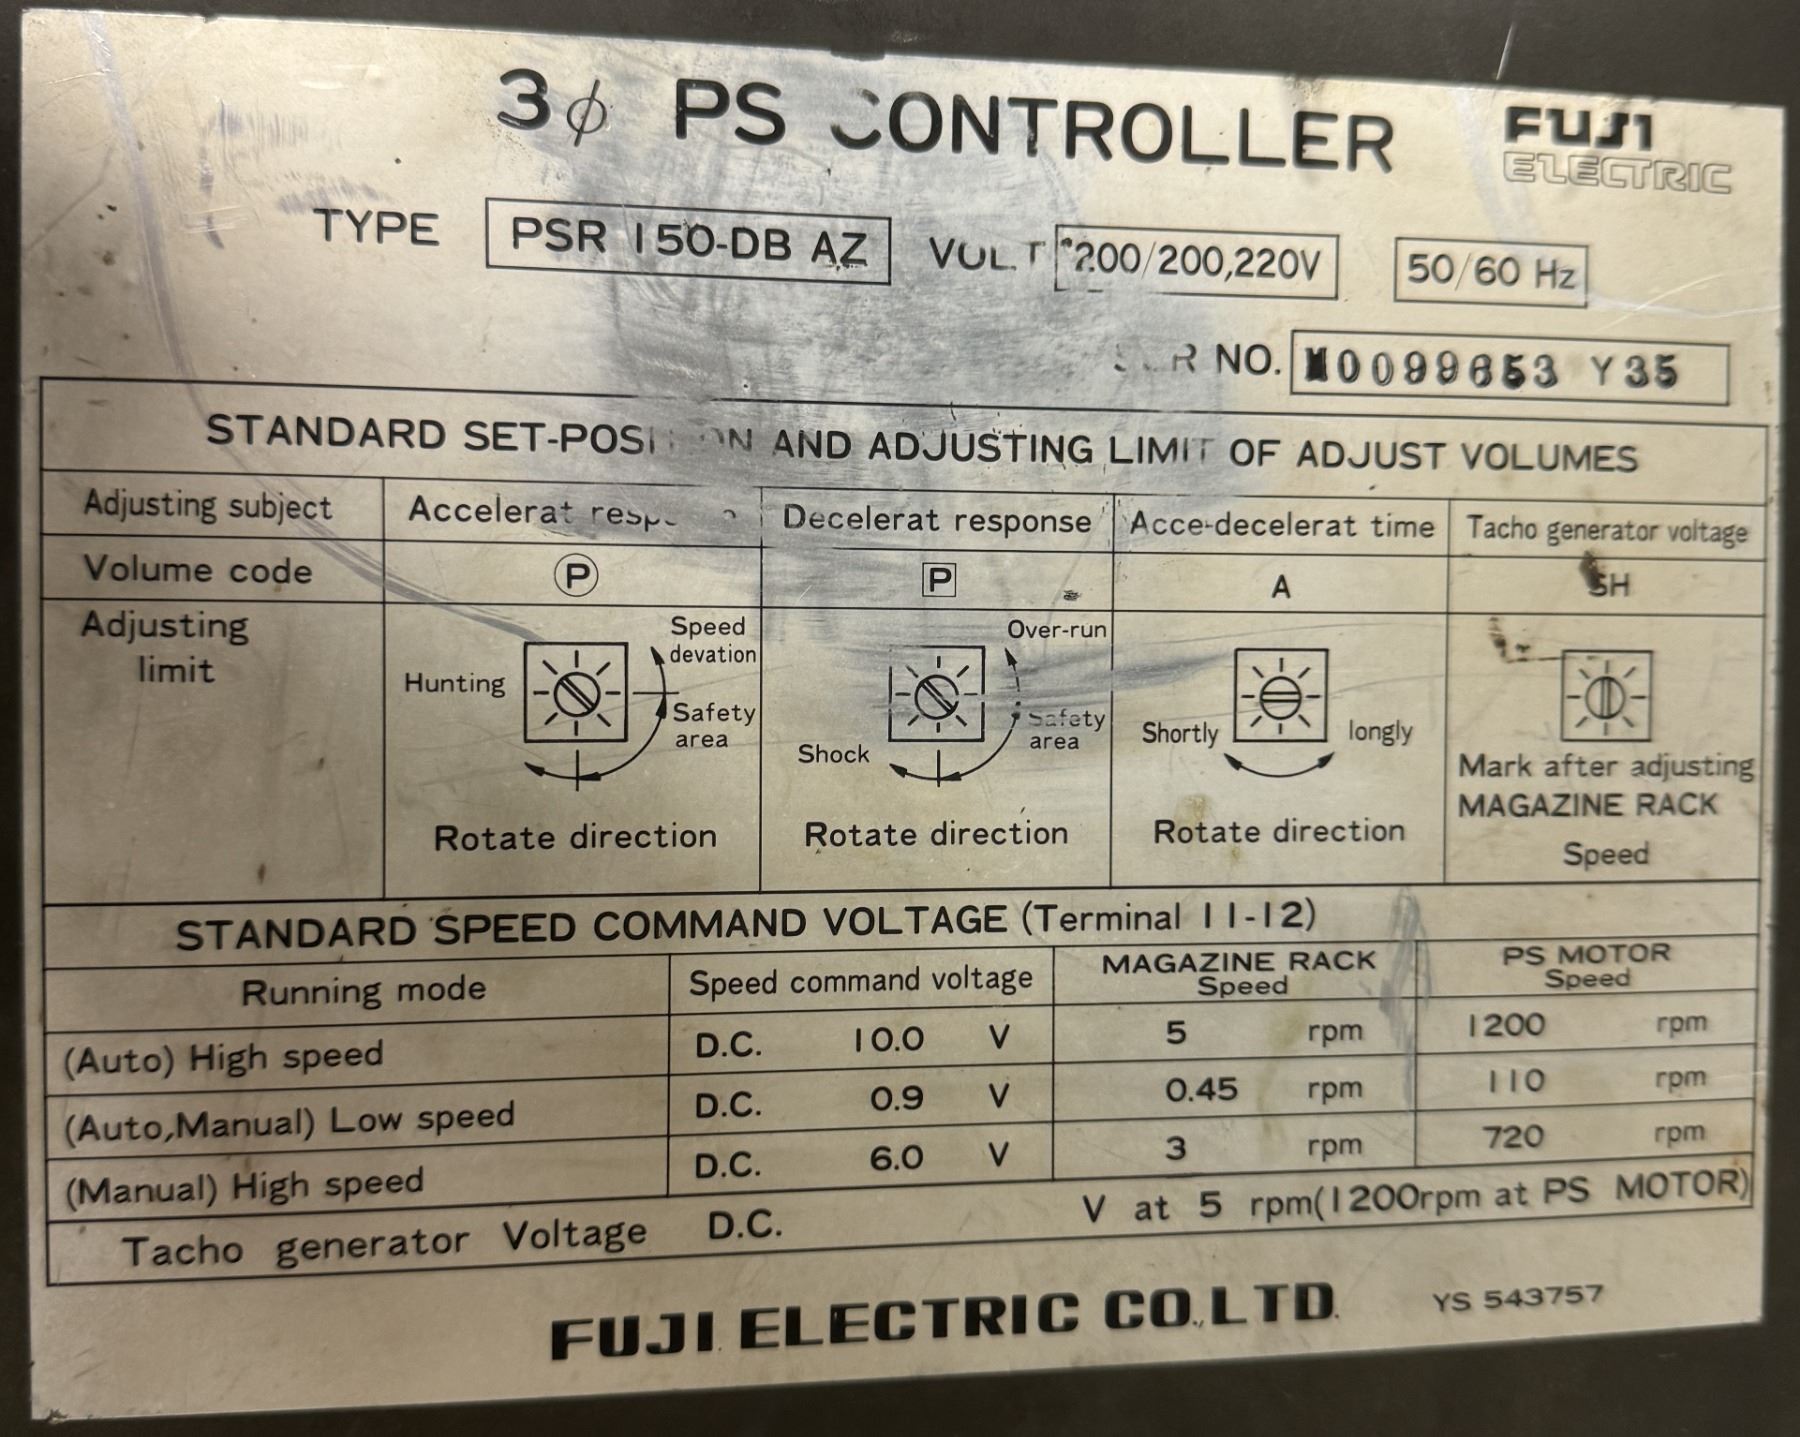 3φ PS CONTROLLER
FUJI
ELECTRIC
TYPE PSR 150-DB AZ VOLT 200/200,220V 50/60 Hz
NO. M0099653 Y35
STANDARD SET-POSITION AND ADJUSTING LIMIT OF ADJUST VOLUMES
Adjusting subject Accelerat Decelerat response Acce-decelerat time Tacho generator voltage
Volume code P P A SH
Adjusting
limit
Hunting
Speed
devation
Safety
area
Rotate direction
Over-run
Shock
Safety
area
Rotate direction
Shortly longly
Rotate direction
Mark after adjusting
MAGAZINE RACK
Speed
STANDARD SPEED COMMAND VOLTAGE (Terminal 11-12)
Running mode Speed command voltage MAGAZINE RACK Speed PS MOTOR Speed
(Auto) High speed D.C. 10.0 V 5 rpm 1200 rpm
(Auto,Manual) Low speed D.C. 0.9 V 0.45 rpm 110 rpm
(Manual) High speed D.C. 6.0 V 3 rpm 720 rpm
Tacho generator Voltage D.C. V at 5 rpm(1200rpm at PS MOTOR)
FUJI ELECTRIC CO.,LTD.
YS 543757